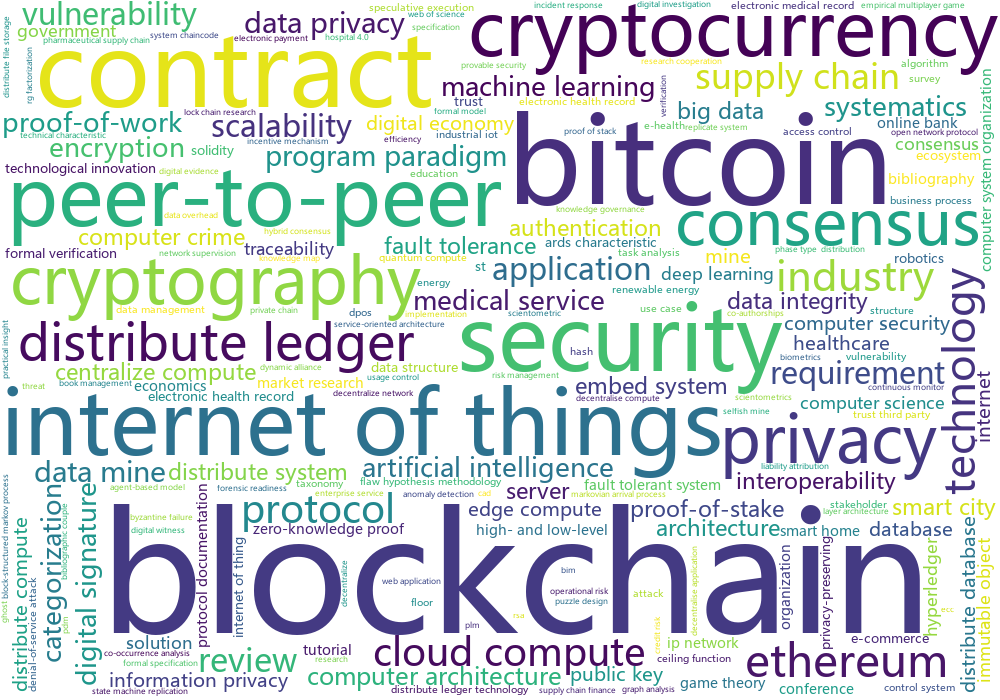 vulnerability
data privacy
speculative execution
web of science
specification
incident response
digital investigation
electronic medical record
empirical multiplayer game
government
system chaincode
electronic payment
hospital 4.0
pharmaceutical supply chain
cryptocurrency
distribute file storage
rg factorization
contract
provable security
research cooperation
algorithm
survey
machine learning
supply chain
verification
computer system organization
lock chain research
trust
electronic health record
formal model
big data
systematics
proof-of-work
scalability
digital economy
industrial iot
e-health
replicate system
online bank
technical characteristic
incentive mechanism
efficiency
proof of stack
access control
open network protocol
encryption
solidity
program paradigm
bitcoin
consensus
ecosystem
technological innovation
digital evidence
education
bibliography
peer-to-peer
data overhead
knowledge governance
business process
computer crime
hybrid consensus
authentication
consensus
formal verification
network supervision
traceability
knowledge map
fault tolerance
quantum compute
ards characteristic
task analysis
mine
phase type distribution
robotics
cryptography
energy
st
application
deep learning
renewable energy
industry
technology
data management
private chain
medical service
implementation
scientometric
use case
data integrity
co-authorships
structure
practical insight
distribute ledger
service-oriented architecture
dpos
security
computer security
healthcare
hash
centralize compute
dynamic alliance
data structure
biometrics
vulnerability
threat
book management
economics
market research
usage control
risk management
embed system
requirement
continuous monitor
internet
electronic health record
decentralize network
decentralise compute
scientometrics
computer science
internet of things
selfish mine
trust third party
privacy
data mine
distribute system
artificial intelligence
liability attribution
flaw hypothesis methodology
fault tolerant system
interoperability
block-structured markov process
categorization
bibliographic couple
digital signature
agent-based model
forensic readiness
taxonomy
enterprise service
anomaly detection
cad
server
markovian arrival process
stakeholder
layer architecture
smart city
byzantine failure
digital witness
protocol documentation
protocol
zero-knowledge proof
edge compute
high- and low-level
proof-of-stake
architecture
smart home
database
distribute compute
internet of thing
blockchain
decentralize
web application
bim
operational risk
puzzle design
attack
decentralise application
organization
privacy-preserving
hyperledger
distribute database
immutable object
ghost
denial-of-service attack
pdm
floor
plm
rsa
credit risk
ecc
solution
tutorial
ip network
e-commerce
co-occurrence analysis
formal specification
review
research
cloud compute
ceiling function
ethereum
information privacy
computer architecture
public key
state machine replication
distribute ledger technology
supply chain finance
graph analysis
game theory
conference
control system